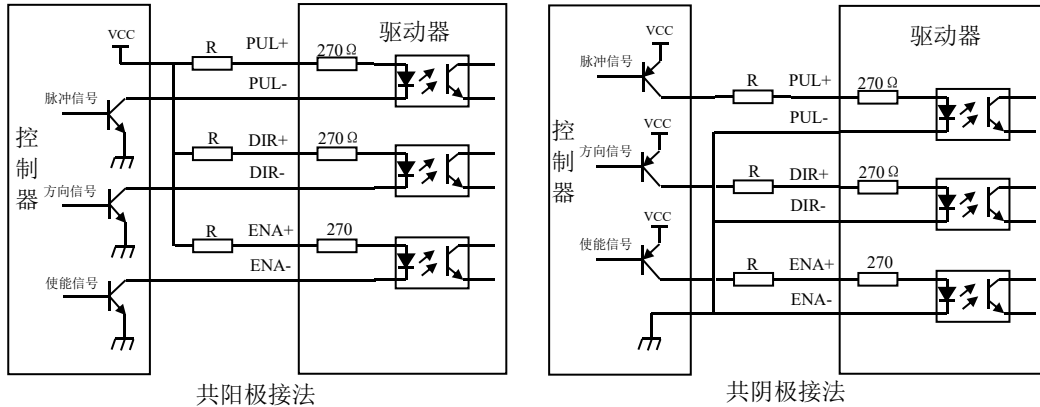 驱动器
VCC
R
PUL+
270Ω
PUL-
脉冲信号
控制器
R
DIR+
270Ω
DIR-
方向信号
R
ENA+
270
ENA-
使能信号
共阳极接法
驱动器
VCC
脉冲信号
R
PUL+
270Ω
PUL-
控制器
VCC
方向信号
R
DIR+
270Ω
DIR-
VCC
使能信号
R
ENA+
270
ENA-
共阴极接法